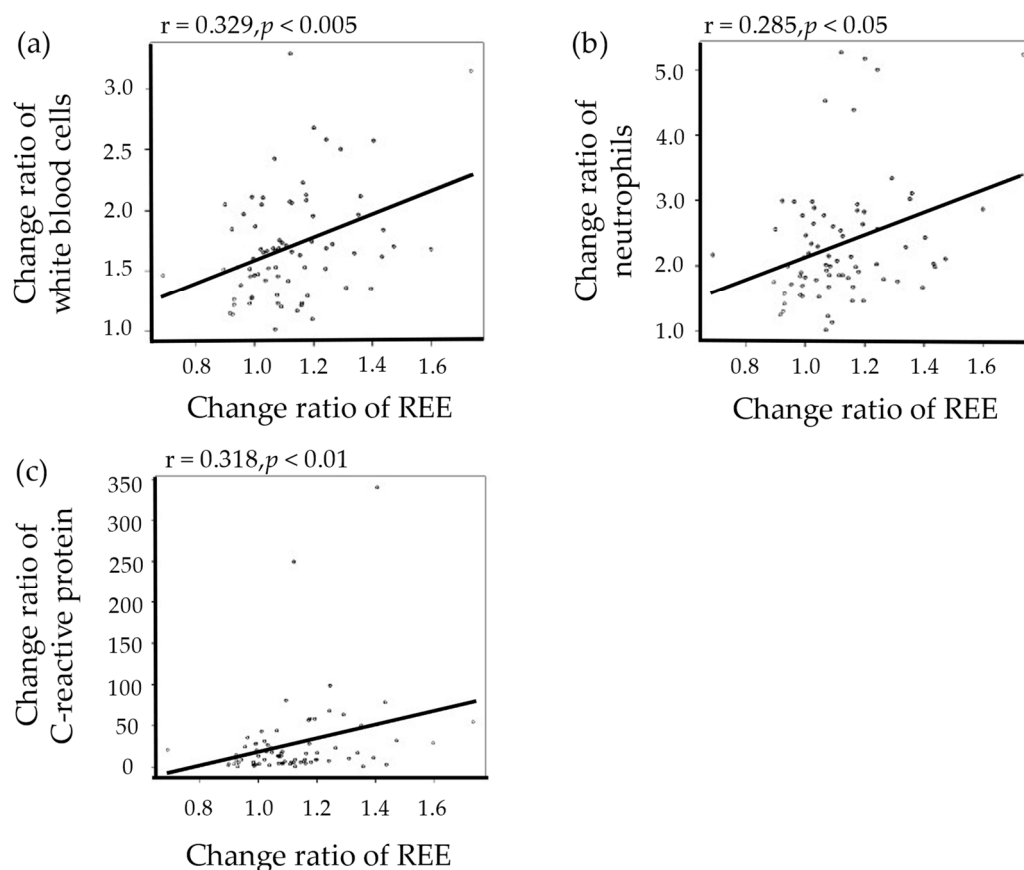 (a)
r = 0.329,p < 0.005
Change ratio of
white blood cells
3.0
2.5
2.0
1.5
1.0
0.8 1.0 1.2 1.4 1.6
Change ratio of REE
(b)
r = 0.285,p < 0.05
Change ratio of
neutrophils
5.0
4.0
3.0
2.0
1.0
0.8 1.0 1.2 1.4 1.6
Change ratio of REE
(c)
r = 0.318,p < 0.01
Change ratio of
C-reactive protein
350
300
250
200
150
100
50
0
0.8 1.0 1.2 1.4 1.6
Change ratio of REE